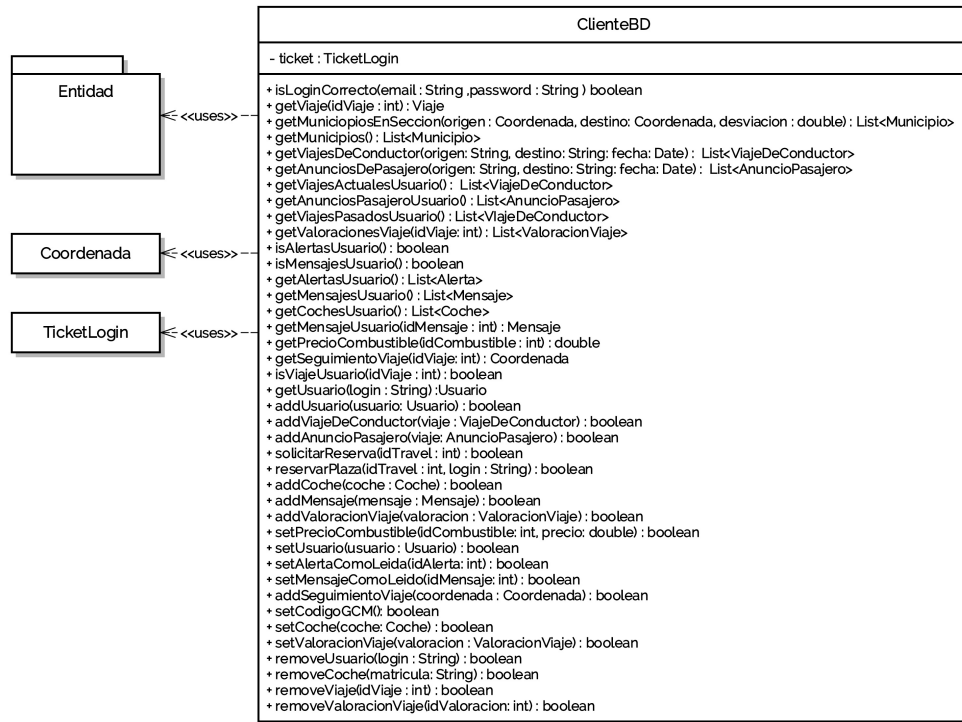 ClienteBD
- ticket : TicketLogin
Entidad
<<uses>>
Coordenada
<<uses>>
TicketLogin
<<uses>>
+ isLoginCorrecto(email : String ,password : String ) boolean
+ getViaje(idViaje : int) : Viaje
+ getMuniciopiosEnSeccion(origen : Coordenada, destino: Coordenada, desviacion : double) : List<Municipio>
+ getMunicipios() : List<Municipio>
+ getViajesDeConductor(origen: String, destino: String: fecha: Date) : List<ViajeDeConductor>
+ getAnunciosDePasajero(origen: String, destino: String: fecha: Date) : List<AnuncioPasajero>
+ getViajesActualesUsuario() : List<ViajeDeConductor>
+ getAnunciosPasajeroUsuario() : List<AnuncioPasajero>
+ getViajesPasadosUsuario() : List<VIajeDeConductor>
+ getValoracionesViaje(idViaje: int) : List<ValoracionViaje>
+ isAlertasUsuario() : boolean
+ isMensajesUsuario() : boolean
+ getAlertasUsuario() : List<Alerta>
+ getMensajesUsuario() : List<Mensaje>
+ getCochesUsuario() : List<Coche>
+ getMensajeUsuario(idMensaje : int) : Mensaje
+ getPrecioCombustible(idCombustible : int) : double
+ getSeguimientoViaje(idViaje: int) : Coordenada
+ isViajeUsuario(idViaje : int) : boolean
+ getUsuario(login : String) :Usuario
+ addUsuario(usuario: Usuario) : boolean
+ addViajeDeConductor(viaje : ViajeDeConductor) : boolean
+ addAnuncioPasajero(viaje: AnuncioPasajero) : boolean
+ solicitarReserva(idTravel : int) : boolean
+ reservarPlaza(idTravel : int, login : String) : boolean
+ addCoche(coche : Coche) : boolean
+ addMensaje(mensaje : Mensaje) : boolean
+ addValoracionViaje(valoracion : ValoracionViaje) : boolean
+ setPrecioCombustible(idCombustible: int, precio: double) : boolean
+ setUsuario(usuario : Usuario) : boolean
+ setAlertaComoLeida(idAlerta: int) : boolean
+ setMensajeComoLeido(idMensaje: int) : boolean
+ addSeguimientoViaje(coordenada : Coordenada) : boolean
+ setCodigoGCM(): boolean
+ setCoche(coche: Coche) : boolean
+ setValoracionViaje(valoracion : ValoracionViaje) : boolean
+ removeUsuario(login : String) : boolean
+ removeCoche(matricula: String) : boolean
+ removeViaje(idViaje : int) : boolean
+ removeValoracionViaje(idValoracion: int) : boolean